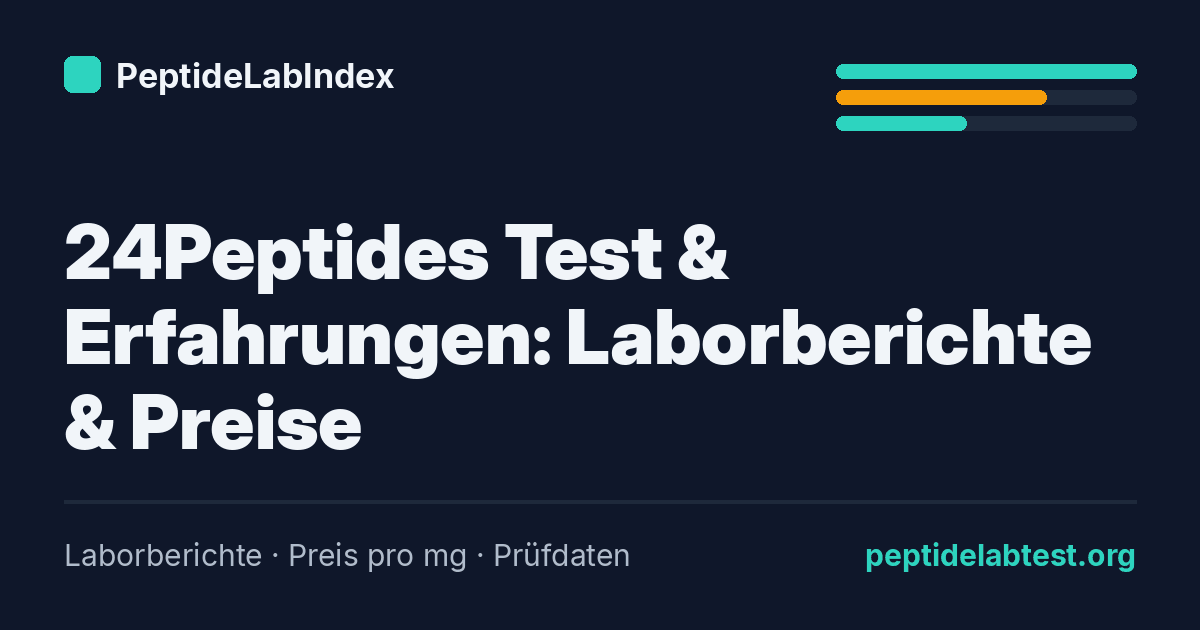 PeptideLabIndex
24Peptides Test &
Erfahrungen: Laborberichte
& Preise
Laborberichte · Preis pro mg · Prüfdaten
peptidelabtest.org